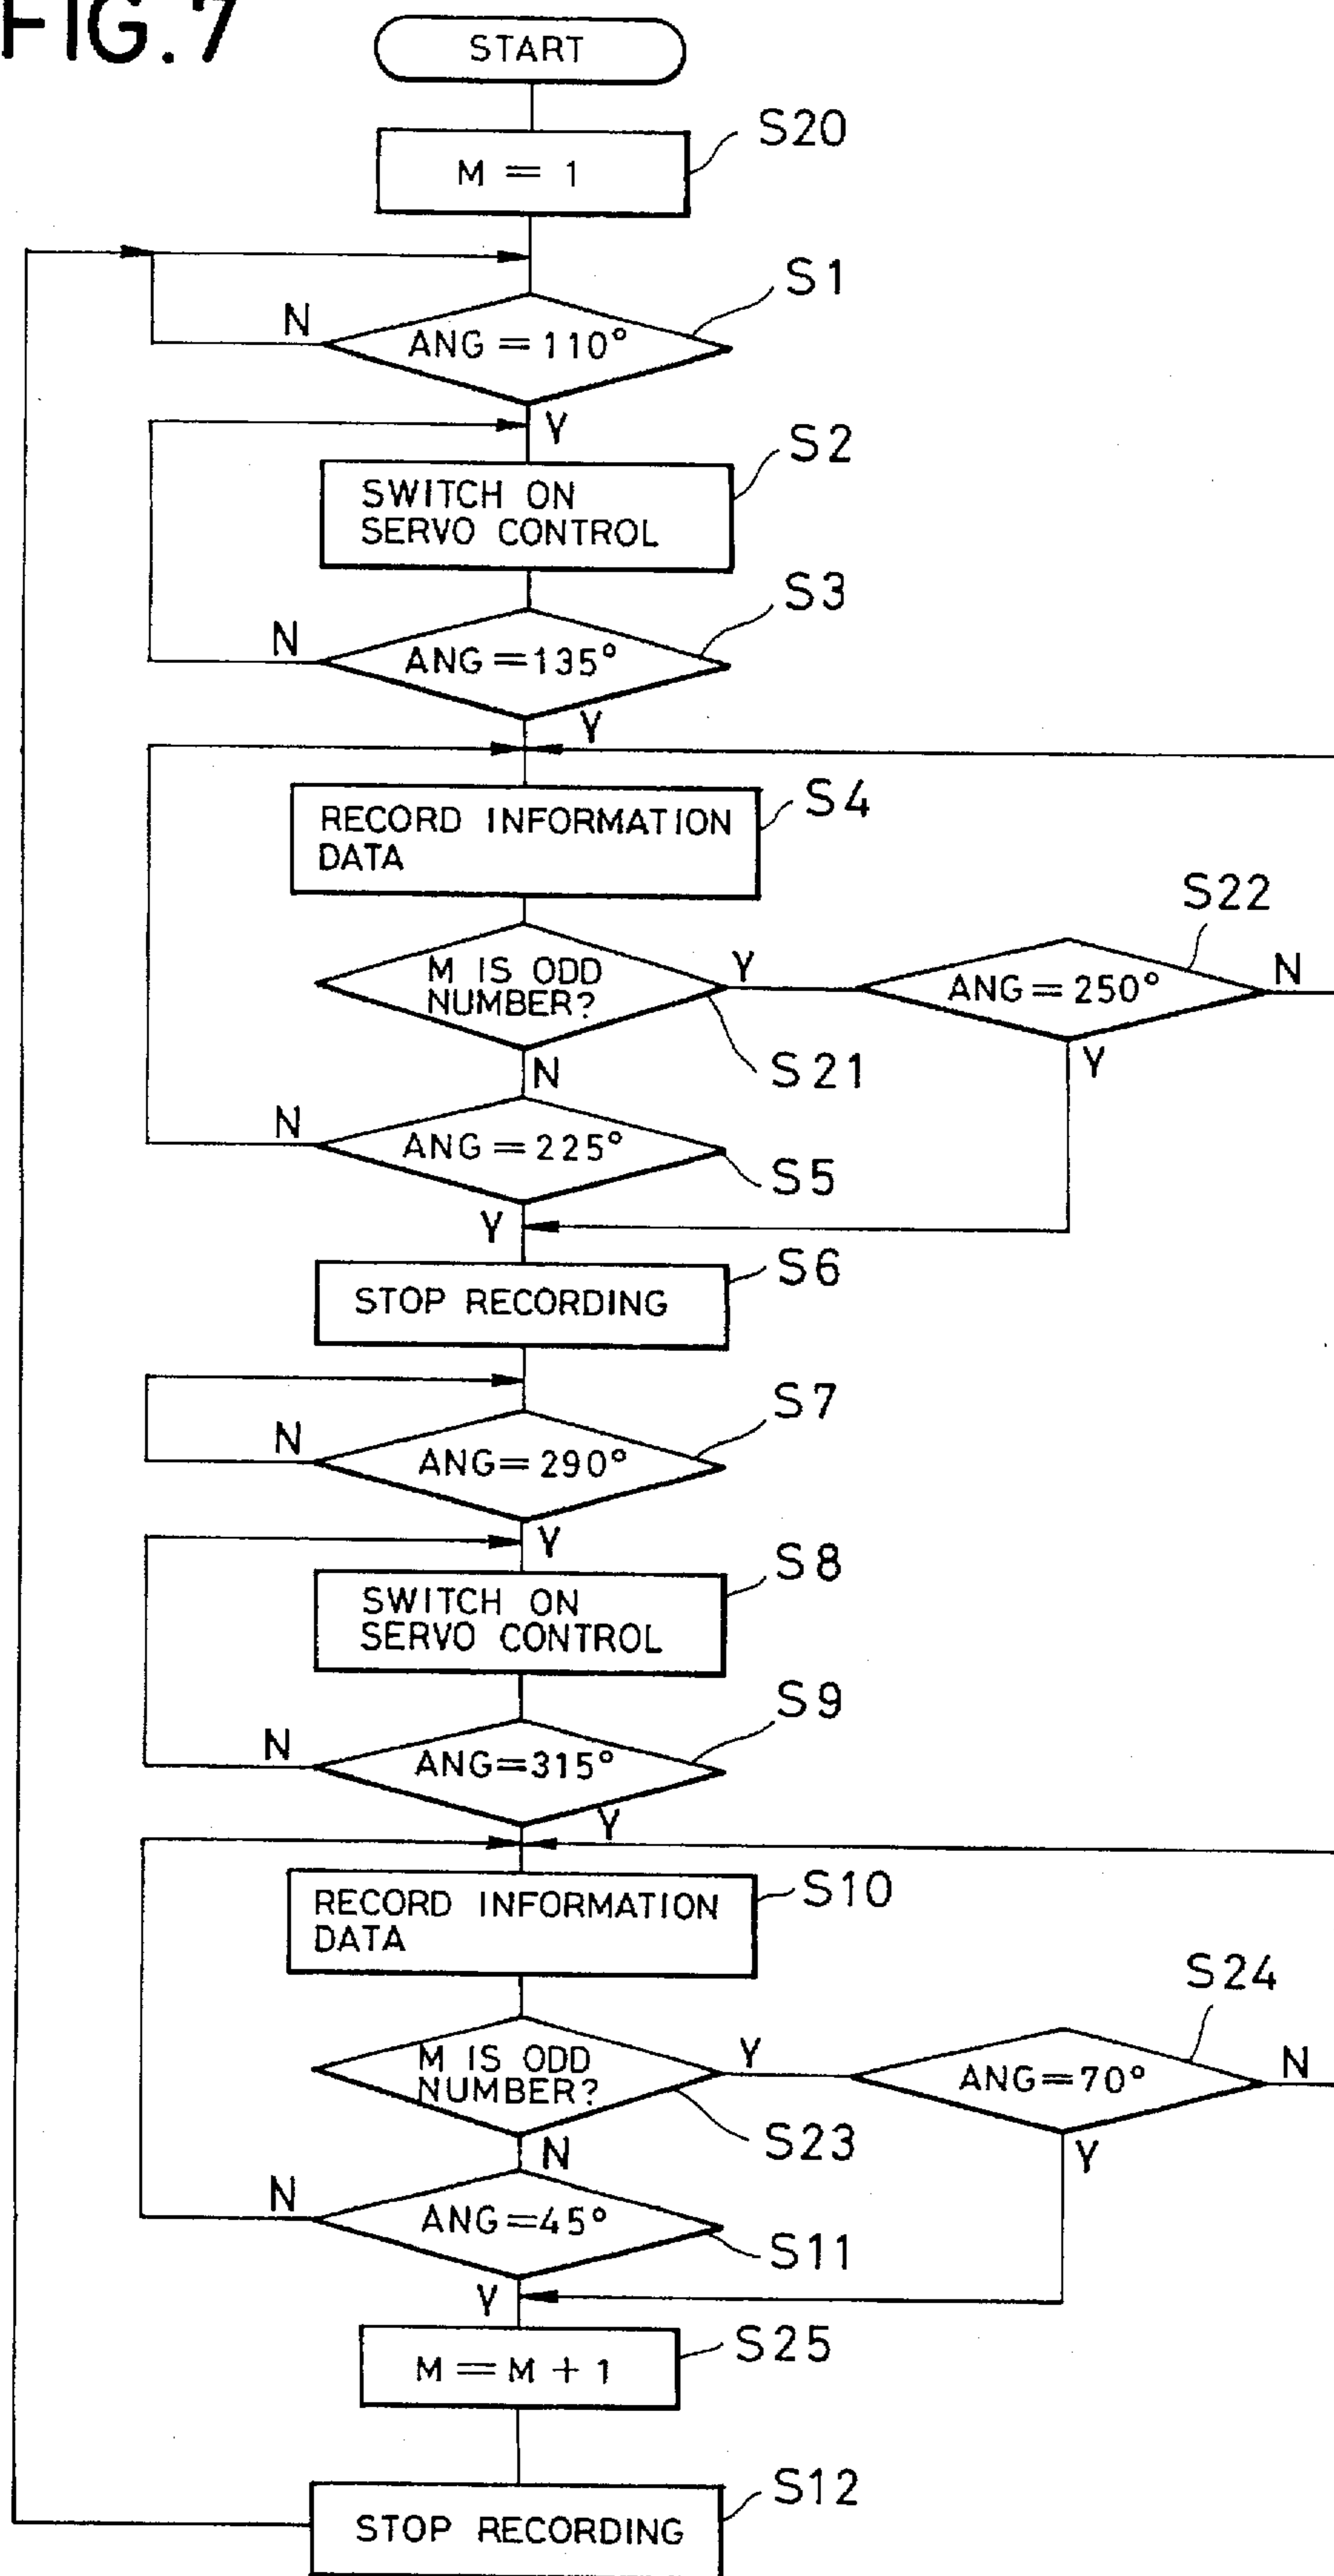 FIG. 7
START
S20
M = 1
S1
N
ANG = 110°
Y
S2
SWITCH ON
SERVO CONTROL
S3
N
ANG = 135°
Y
S4
RECORD INFORMATION
DATA
S22
M IS ODD
NUMBER?
Y
ANG = 250°
N
S21
N
Y
N
ANG = 225°
S5
Y
S6
STOP RECORDING
S7
N
ANG = 290°
Y
S8
SWITCH ON
SERVO CONTROL
S9
N
ANG = 315°
Y
S10
RECORD INFORMATION
DATA
S24
M IS ODD
NUMBER?
Y
ANG = 70°
N
S23
N
Y
N
ANG = 45°
S11
Y
S25
M = M + 1
S12
STOP RECORDING